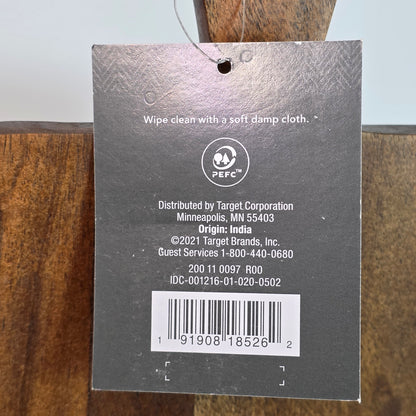 Wipe clean with a soft damp cloth.
PEFC™
Distributed by Target Corporation
Minneapolis, MN 55403
Origin: India
©2021 Target Brands, Inc.
Guest Services 1-800-440-0680
200 11 0097 R00
IDC-001216-01-020-0502
1 91908 18526 2